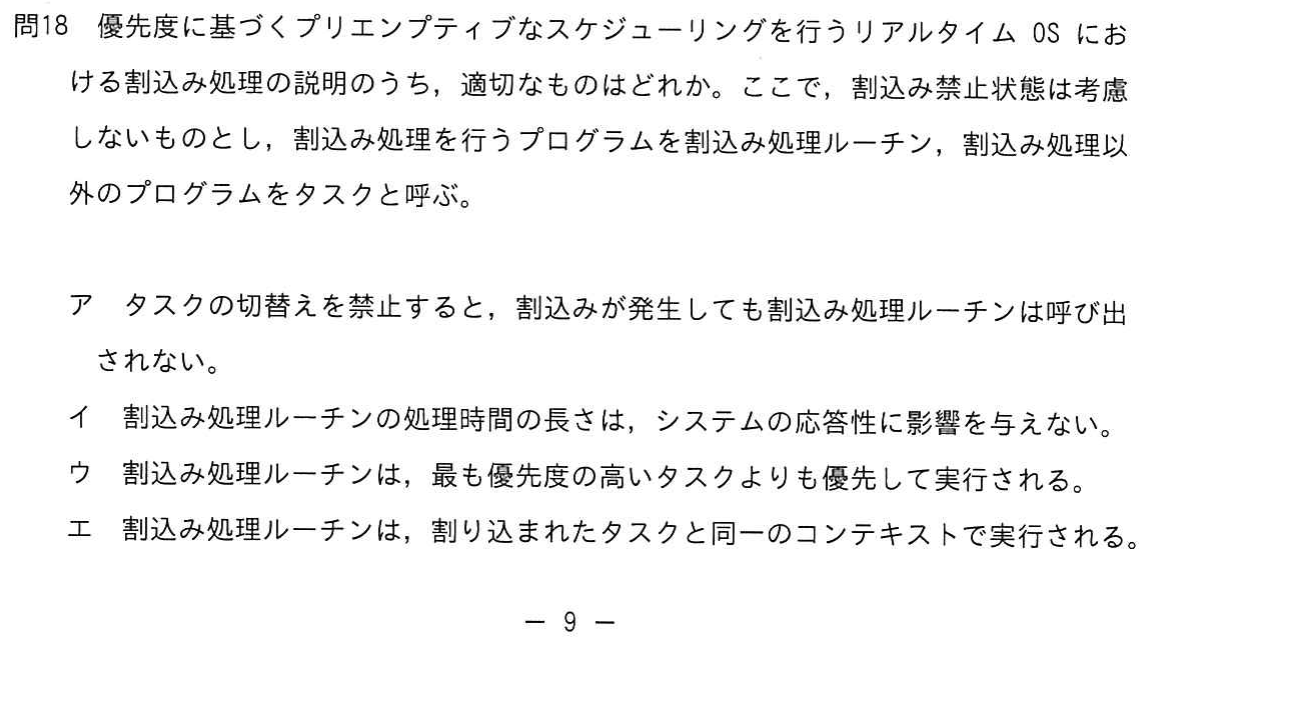 問18　優先度に基づくプリエンプティブなスケジューリングを行うリアルタイム OS にお
ける割込み処理の説明のうち，適切なものはどれか。ここで，割込み禁止状態は考慮
しないものとし，割込み処理を行うプログラムを割込み処理ルーチン，割込み処理以
外のプログラムをタスクと呼ぶ。
ア　タスクの切替えを禁止すると，割込みが発生しても割込み処理ルーチンは呼び出
されない。
イ　割込み処理ルーチンの処理時間の長さは，システムの応答性に影響を与えない。
ウ　割込み処理ルーチンは，最も優先度の高いタスクよりも優先して実行される。
エ　割込み処理ルーチンは，割り込まれたタスクと同一のコンテキストで実行される。
— 9 —